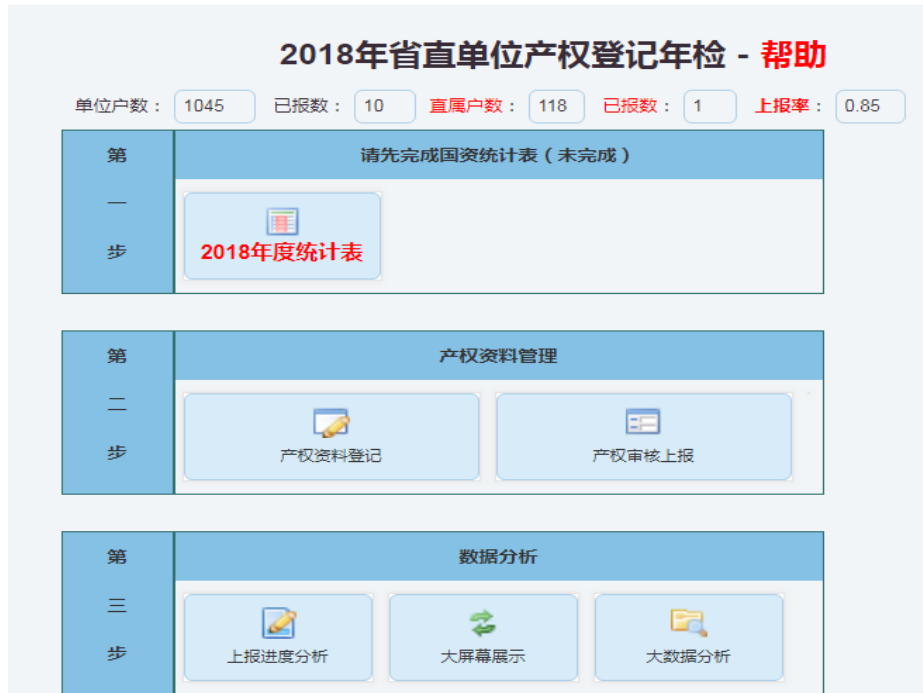 2018年省直单位产权登记年检 - 帮助
单位户数： 1045 已报数： 10 直属户数： 118 已报数： 1 上报率： 0.85
第一步
请先完成国资统计表（未完成）
2018年度统计表
第二步
产权资料管理
产权资料登记 产权审核上报
第三步
数据分析
上报进度分析 大屏幕展示 大数据分析